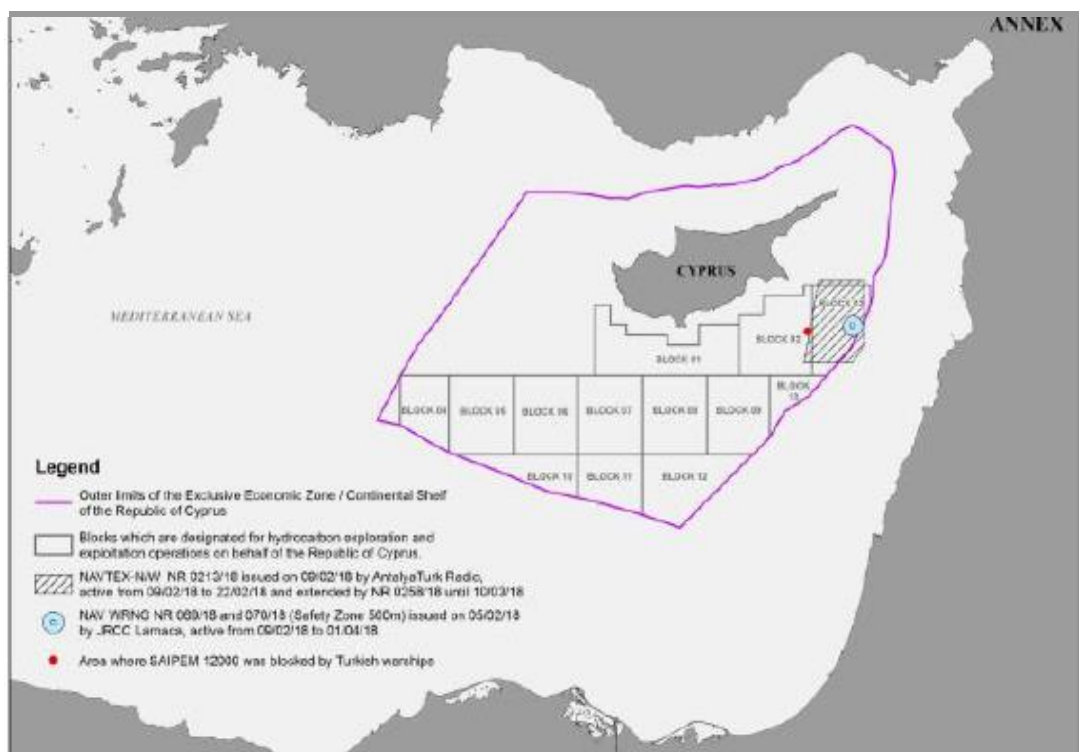 ANNEX
CYPRUS
MEDITERRANEAN SEA
BLOCK 03
BLOCK 02
BLOCK 01
BLOCK
13
BLOCK 04
BLOCK 05
BLOCK 06
BLOCK 07
BLOCK 08
BLOCK 09
BLOCK 10
BLOCK 11
BLOCK 12
Legend
Outer limits of the Exclusive Economic Zone / Continental Shelf
of the Republic of Cyprus
Blocks which are designated for hydrocarbon exploration and
exploitation operations on behalf of the Republic of Cyprus.
NAVTEX-N/W NR 0213/18 issued on 09/02/18 by AntalyaTurk Radio,
active from 09/02/18 to 22/02/18 and extended by NR 0258/18 until 10/03/18
NAV WRNG NR 069/18 and 070/18 (Safety Zone 500m) issued on 05/02/18
by JRCC Larnaca, active from 09/02/18 to 01/04/18
Area where SAIPEM 12000 was blocked by Turkish warships